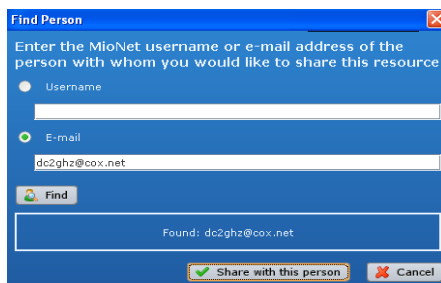 Find Person
Enter the MioNet username or e-mail address of the
person with whom you would like to share this resource
Username
E-mail
dc2ghz@cox.net
Find
Found: dc2ghz@cox.net
Share with this person Cancel